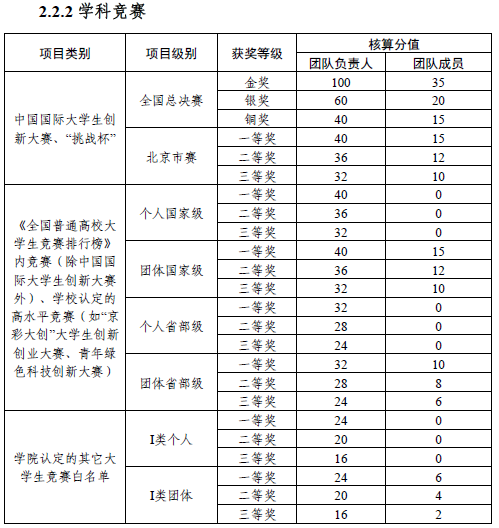 2.2.2 学科竞赛
项目类别 项目级别 获奖等级 核算分值
团队负责人 团队成员
中国国际大学生创
新大赛、“挑战杯”
全国总决赛
金奖 100 35
银奖 60 20
铜奖 40 15
北京市赛
一等奖 40 15
二等奖 36 12
三等奖 32 10
《全国普通高校大
学生竞赛排行榜》
内竞赛（除中国国
际大学生创新大赛
外）、学校认定的
高水平竞赛（如“京
彩大创”大学生创新
创业大赛、青年绿
色科技创新大赛）
个人国家级
一等奖 40 0
二等奖 36 0
三等奖 32 0
团体国家级
一等奖 40 15
二等奖 36 12
三等奖 32 10
个人省部级
一等奖 32 0
二等奖 28 0
三等奖 24 0
团体省部级
一等奖 32 10
二等奖 28 8
三等奖 24 6
学院认定的其它大
学生竞赛白名单
I类个人
一等奖 24 0
二等奖 20 0
三等奖 16 0
I类团体
一等奖 24 6
二等奖 20 4
三等奖 16 2